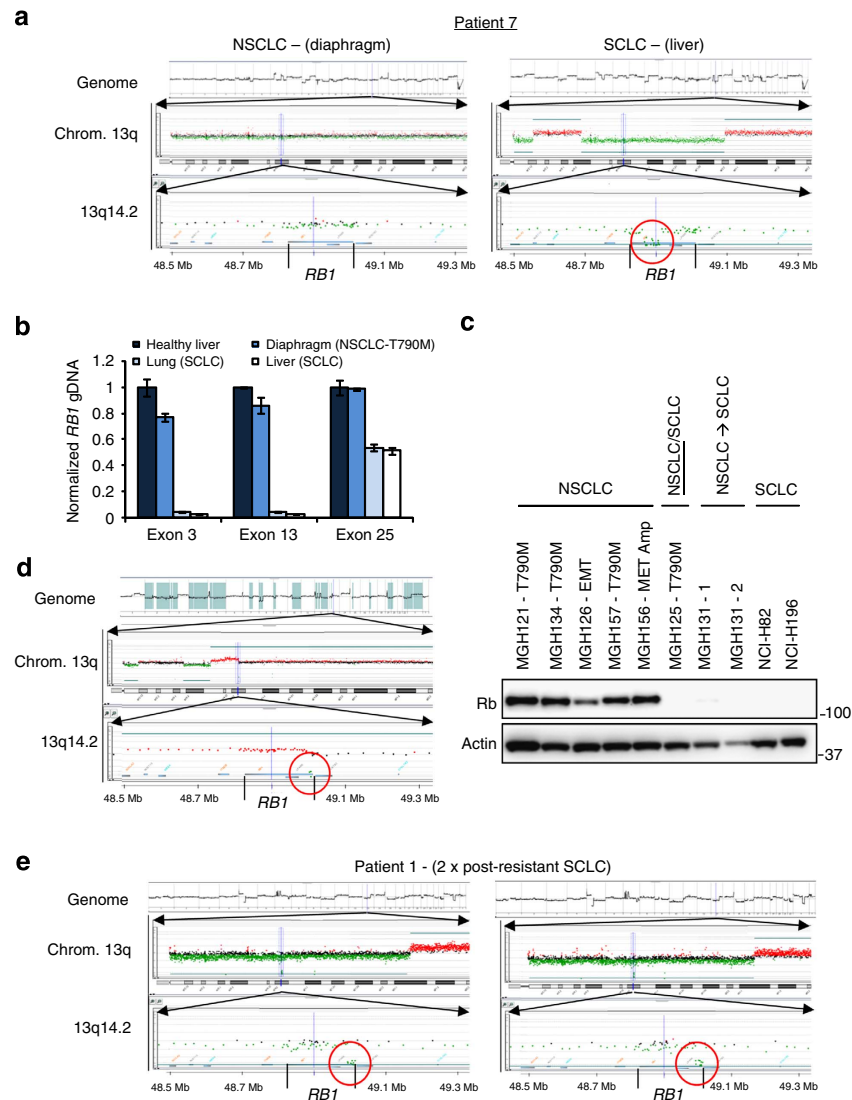 a
Patient 7
NSCLC – (diaphragm)
SCLC – (liver)
Genome
Chrom. 13q
13q14.2
48.5 Mb 48.7 Mb 49.1 Mb 49.3 Mb
RB1
48.5 Mb 48.7 Mb 49.1 Mb 49.3 Mb
RB1
b
Healthy liver
Diaphragm (NSCLC-T790M)
Lung (SCLC)
Liver (SCLC)
Normalized RB1 gDNA
1.2
1
0.8
0.6
0.4
0.2
0
Exon 3 Exon 13 Exon 25
c
NSCLC
NSCLC/SCLC
NSCLC → SCLC
SCLC
MGH121 - T790M
MGH134 - T790M
MGH126 - EMT
MGH157 - T790M
MGH156 - MET Amp
MGH125 - T790M
MGH131 - 1
MGH131 - 2
NCI-H82
NCI-H196
Rb
-100
Actin
-37
d
Genome
Chrom. 13q
13q14.2
48.5 Mb 48.7 Mb 49.1 Mb 49.3 Mb
RB1
e
Patient 1 - (2 x post-resistant SCLC)
Genome
Chrom. 13q
13q14.2
48.5 Mb 48.7 Mb 49.1 Mb 49.3 Mb
RB1
48.5 Mb 48.7 Mb 49.1 Mb 49.3 Mb
RB1